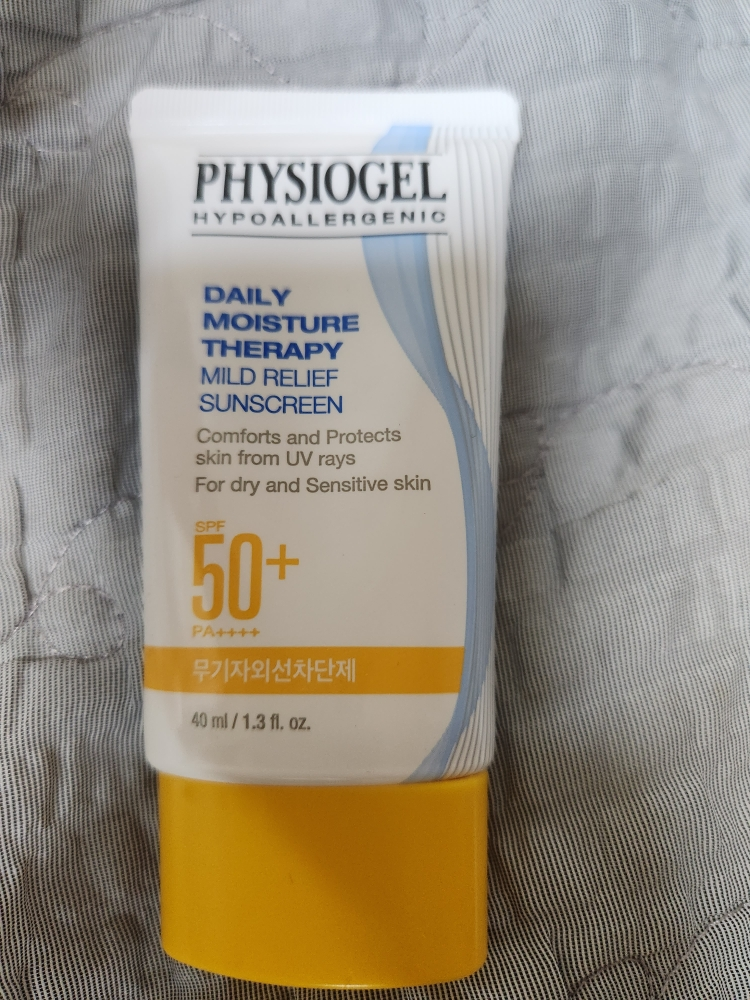 PHYSIOGEL
HYPOALLERGENIC
DAILY
MOISTURE
THERAPY
MILD RELIEF
SUNSCREEN
Comforts and Protects
skin from UV rays
For dry and Sensitive skin
SPF
50+
PA++++
무기자외선차단제
40 ml / 1.3 fl. oz.